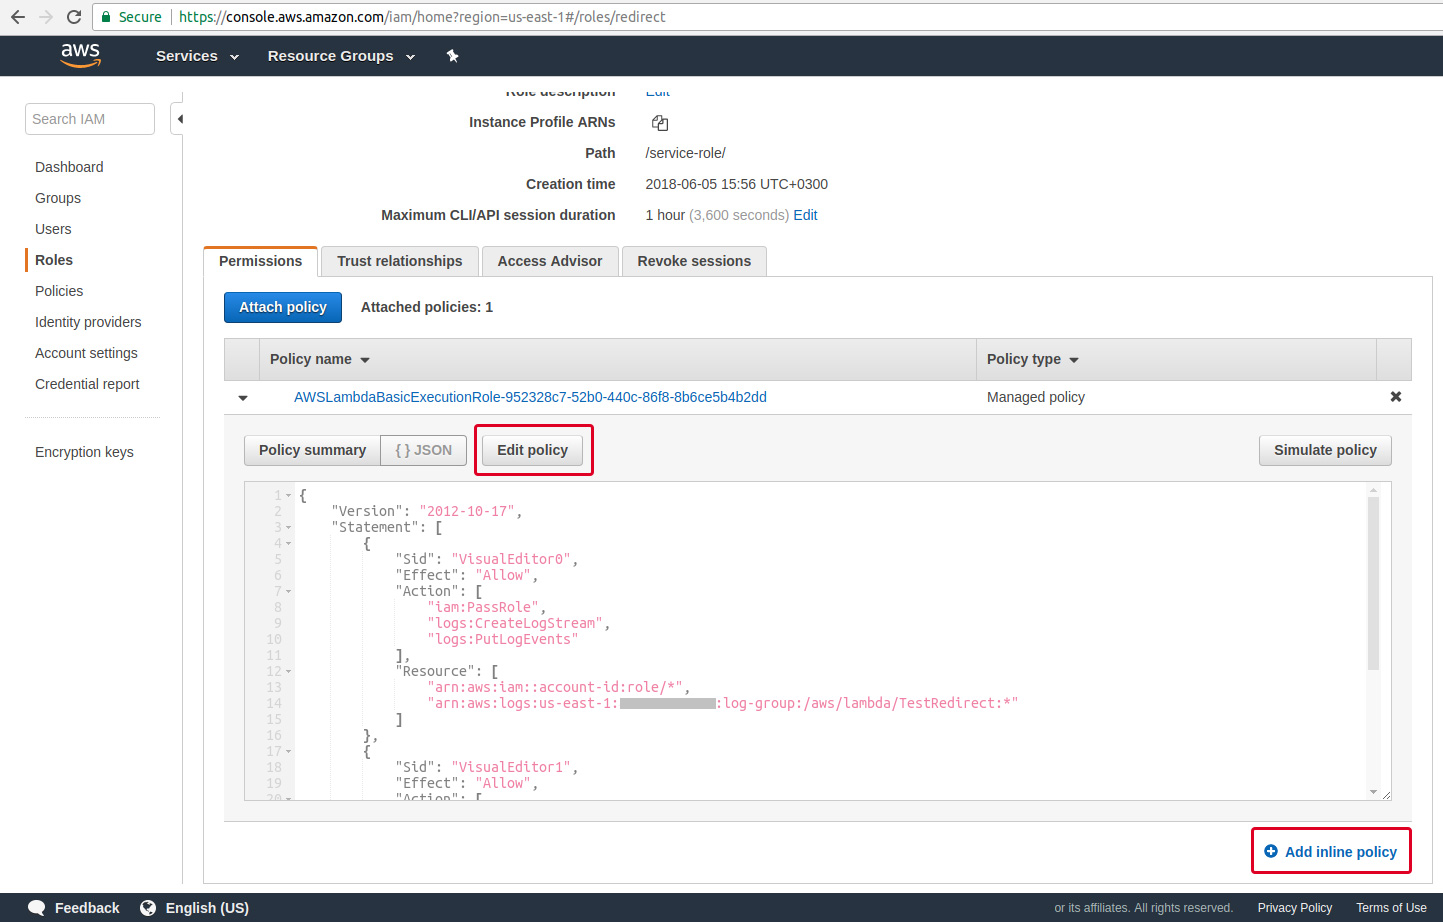 Secure https://console.aws.amazon.com/iam/home?region=us-east-1#/roles/redirect
aws Services Resource Groups
Search IAM
Dashboard
Groups
Users
Roles
Policies
Identity providers
Account settings
Credential report
Encryption keys
Role description Edit
Instance Profile ARNs
Path /service-role/
Creation time 2018-06-05 15:56 UTC+0300
Maximum CLI/API session duration 1 hour (3,600 seconds) Edit
Permissions Trust relationships Access Advisor Revoke sessions
Attach policy Attached policies: 1
Policy name Policy type
AWSLambdaBasicExecutionRole-952328c7-52b0-440c-86f8-8b6ce5b4b2dd Managed policy
Policy summary { } JSON Edit policy Simulate policy
1 {
2 "Version": "2012-10-17",
3 "Statement": [
4 {
5 "Sid": "VisualEditor0",
6 "Effect": "Allow",
7 "Action": [
8 "iam:PassRole",
9 "logs:CreateLogStream",
10 "logs:PutLogEvents"
11 ],
12 "Resource": [
13 "arn:aws:iam::account-id:role/*",
14 "arn:aws:logs:us-east-1: :log-group:/aws/lambda/TestRedirect:*"
15 ]
16 },
17 {
18 "Sid": "VisualEditor1",
19 "Effect": "Allow",
20 "Action": [
Add inline policy
Feedback English (US) or its affiliates. All rights reserved. Privacy Policy Terms of Use